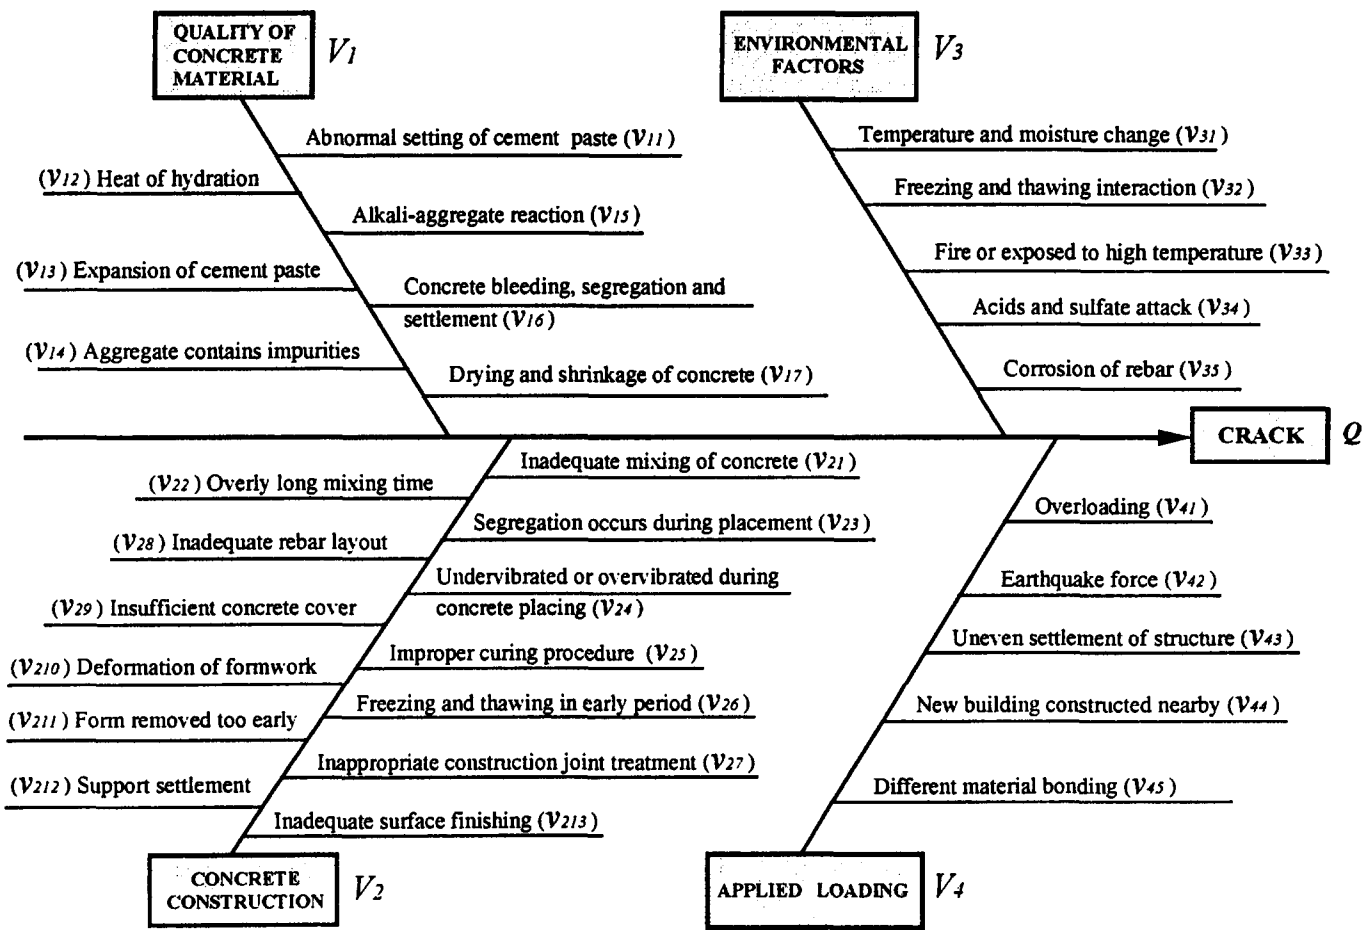 QUALITY OF
CONCRETE
MATERIAL
V1
Abnormal setting of cement paste (V11)
(V12) Heat of hydration
Alkali-aggregate reaction (V15)
(V13) Expansion of cement paste
Concrete bleeding, segregation and
settlement (V16)
(V14) Aggregate contains impurities
Drying and shrinkage of concrete (V17)
ENVIRONMENTAL
FACTORS
V3
Temperature and moisture change (V31)
Freezing and thawing interaction (V32)
Fire or exposed to high temperature (V33)
Acids and sulfate attack (V34)
Corrosion of rebar (V35)
CRACK
Q
Inadequate mixing of concrete (V21)
(V22) Overly long mixing time
Segregation occurs during placement (V23)
(V28) Inadequate rebar layout
Undervibrated or overvibrated during
concrete placing (V24)
(V29) Insufficient concrete cover
Improper curing procedure (V25)
(V210) Deformation of formwork
Freezing and thawing in early period (V26)
(V211) Form removed too early
Inappropriate construction joint treatment (V27)
(V212) Support settlement
Inadequate surface finishing (V213)
CONCRETE
CONSTRUCTION
V2
Overloading (V41)
Earthquake force (V42)
Uneven settlement of structure (V43)
New building constructed nearby (V44)
Different material bonding (V45)
APPLIED LOADING
V4